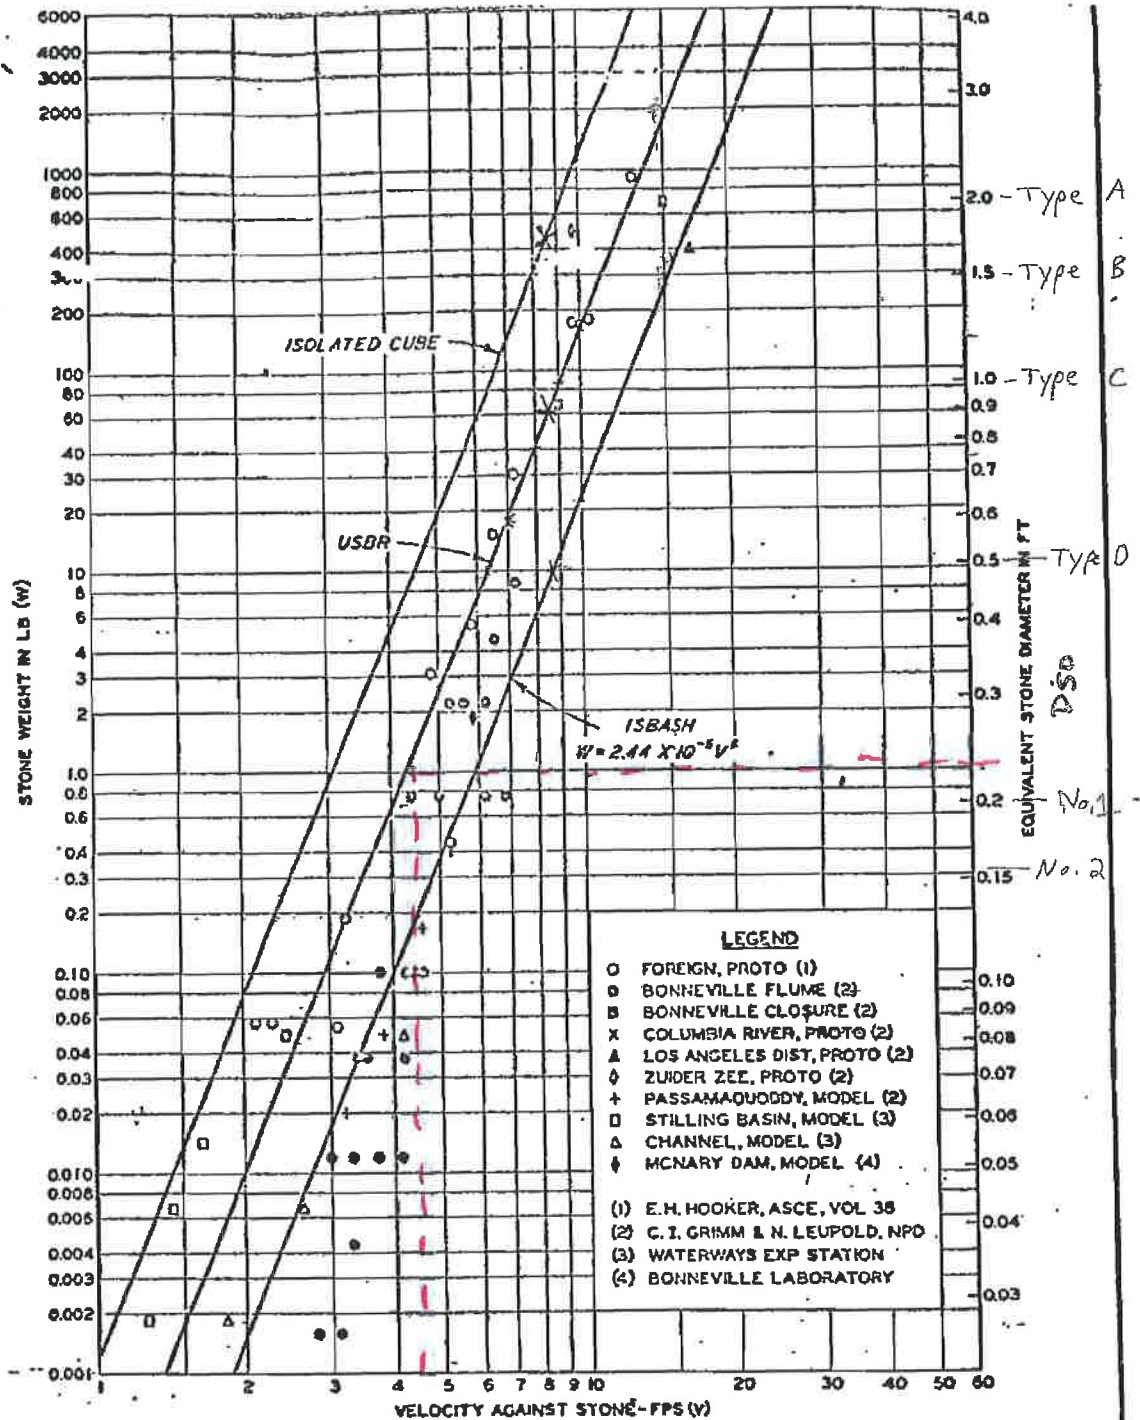 6000
4000
3000
2000
1000
800
600
400
200
100
80
60
40
30
20
10
8
6
4
3
2
1.0
0.8
0.6
0.4
0.3
0.2
0.10
0.08
0.06
0.04
0.03
0.02
0.010
0.008
0.005
0.004
0.003
0.002
0.001
STONE WEIGHT IN LB (W)
ISOLATED CUBE
USBR
ISBASH
4.0
3.0
2.0 - Type A
1.5 - Type B
1.0 - Type C
0.9
0.8
0.7
0.6
0.5 - Type D
0.4
0.3
0.2 - No. 1
0.15 - No. 2
0.10
0.09
0.08
0.07
0.06
0.05
0.04
0.03
EQUIVALENT STONE DIAMETER IN FT
D50
LEGEND
FOREIGN, PROTO (1)
BONNEVILLE FLUME (2)
BONNEVILLE CLOSURE (2)
COLUMBIA RIVER, PROTO (2)
LOS ANGELES DIST, PROTO (2)
ZUIDER ZEE, PROTO (2)
PASSAMAQUODDY, MODEL (2)
STILLING BASIN, MODEL (3)
CHANNEL, MODEL (3)
MCNARY DAM, MODEL (4)
(1) E.H. HOOKER, ASCE, VOL 36
(2) C.I. GRIMM & N. LEUPOLD, NPD
(3) WATERWAYS EXP STATION
(4) BONNEVILLE LABORATORY
1 2 3 4 5 6 7 8 9 10 20 30 40 50 60
VELOCITY AGAINST STONE-FPS (V)